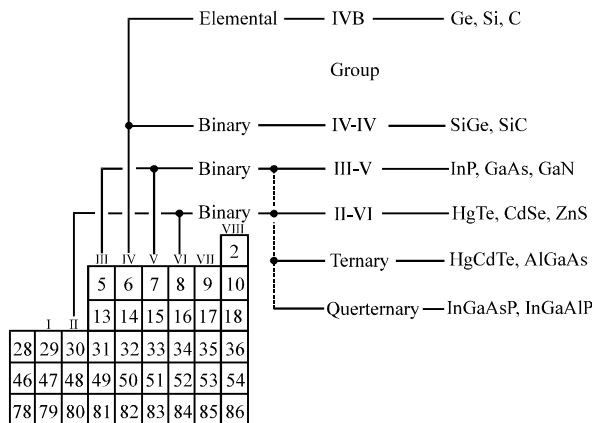 Elemental IVB Ge, Si, C
Group
Binary IV-IV SiGe, SiC
Binary III-V InP, GaAs, GaN
Binary II-VI HgTe, CdSe, ZnS
VIII
III IV V VI VII 2
Ternary HgCdTe, AlGaAs
5 6 7 8 9 10
Querternary InGaAsP, InGaAlP
13 14 15 16 17 18
I II
28 29 30 31 32 33 34 35 36
46 47 48 49 50 51 52 53 54
78 79 80 81 82 83 84 85 86